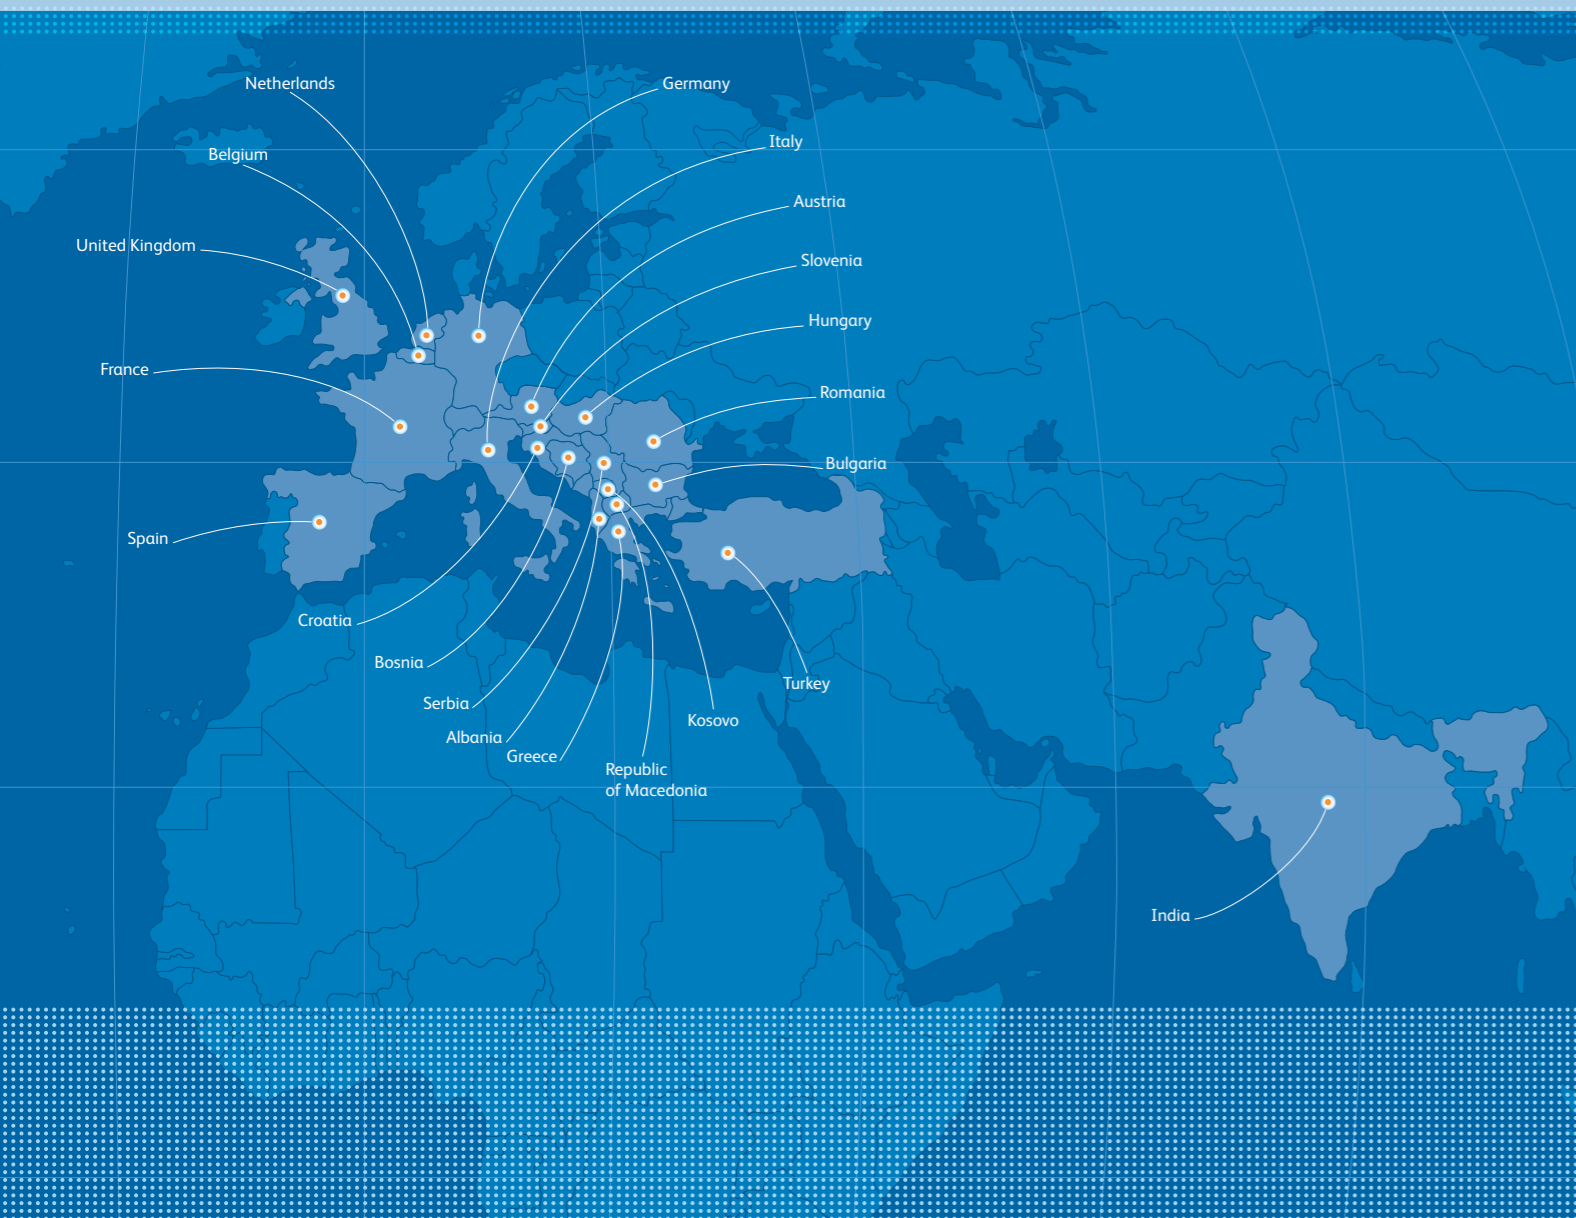 Netherlands
Germany
Italy
Belgium
Austria
United Kingdom
Slovenia
Hungary
France
Romania
Bulgaria
Spain
Croatia
Bosnia
Turkey
Serbia
Kosovo
Albania
Greece
Republic
of Macedonia
India